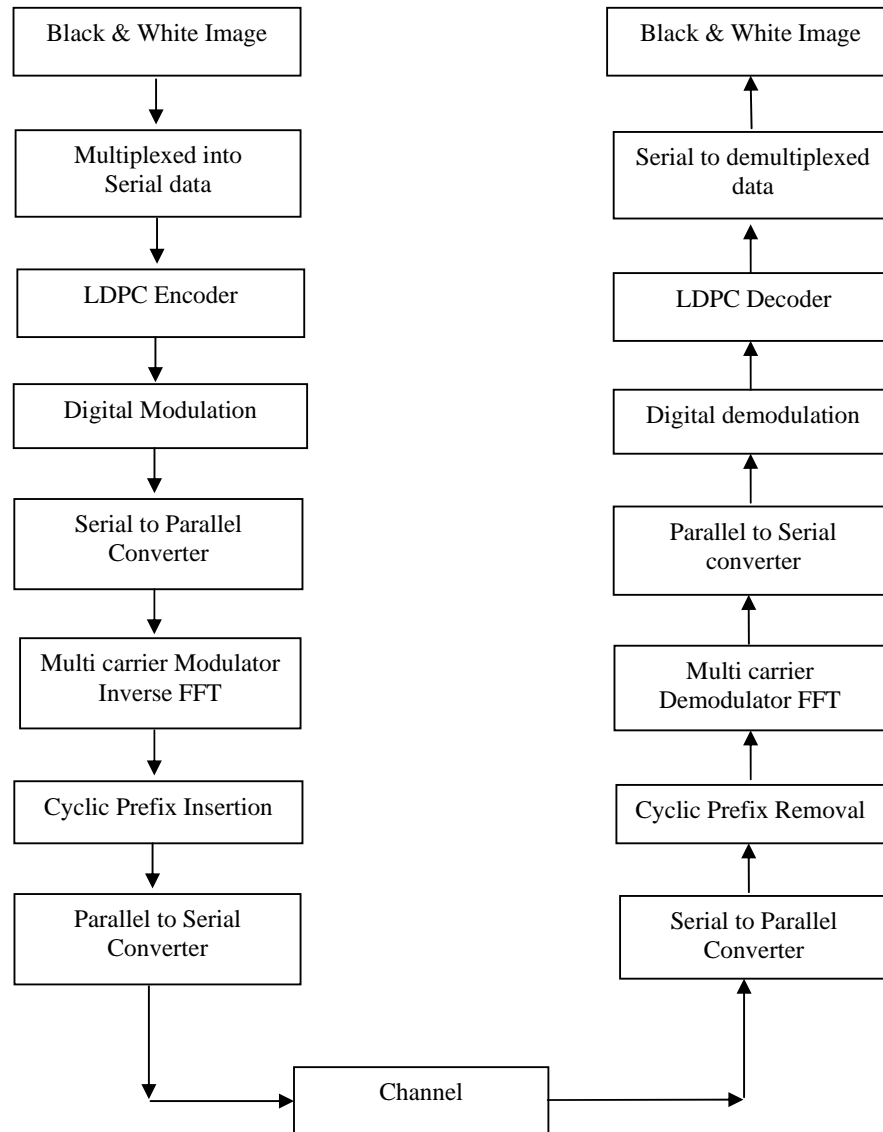 Black & White Image
Multiplexed into
Serial data
LDPC Encoder
Digital Modulation
Serial to Parallel
Converter
Multi carrier Modulator
Inverse FFT
Cyclic Prefix Insertion
Parallel to Serial
Converter
Channel
Black & White Image
Serial to demultiplexed
data
LDPC Decoder
Digital demodulation
Parallel to Serial
converter
Multi carrier
Demodulator FFT
Cyclic Prefix Removal
Serial to Parallel
Converter